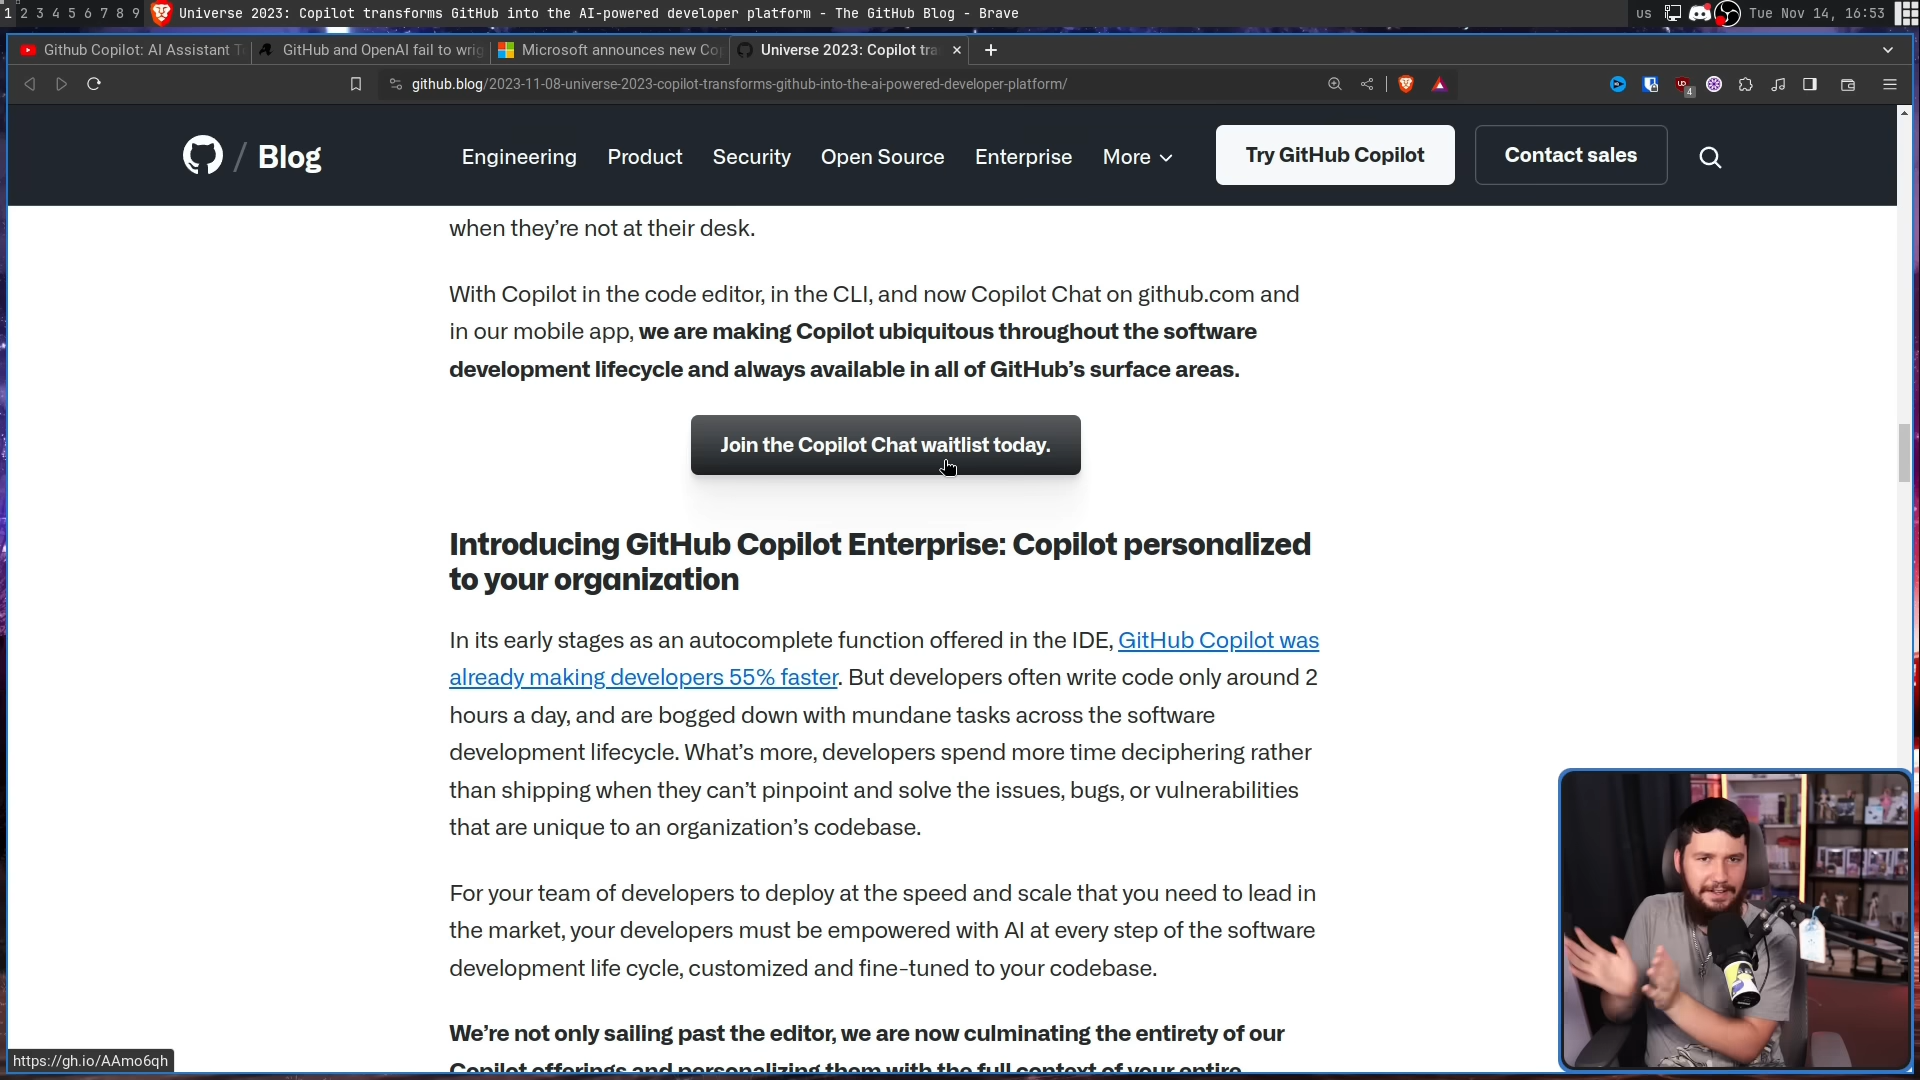 1 2 3 4 5 6 7 8 9 Universe 2023: Copilot transforms GitHub into the AI-powered developer platform - The GitHub Blog - Brave us Tue Nov 14, 16:53
Github Copilot: AI Assistant T GitHub and OpenAI fail to wrig Microsoft announces new Cop Universe 2023: Copilot tra
github.blog/2023-11-08-universe-2023-copilot-transforms-github-into-the-ai-powered-developer-platform/ 4
/ Blog Engineering Product Security Open Source Enterprise More Try GitHub Copilot Contact sales
when they’re not at their desk.
With Copilot in the code editor, in the CLI, and now Copilot Chat on github.com and
in our mobile app, we are making Copilot ubiquitous throughout the software
development lifecycle and always available in all of GitHub’s surface areas.
Join the Copilot Chat waitlist today.
Introducing GitHub Copilot Enterprise: Copilot personalized
to your organization
In its early stages as an autocomplete function offered in the IDE, GitHub Copilot was
already making developers 55% faster. But developers often write code only around 2
hours a day, and are bogged down with mundane tasks across the software
development lifecycle. What’s more, developers spend more time deciphering rather
than shipping when they can’t pinpoint and solve the issues, bugs, or vulnerabilities
that are unique to an organization’s codebase.
For your team of developers to deploy at the speed and scale that you need to lead in
the market, your developers must be empowered with AI at every step of the software
development life cycle, customized and fine-tuned to your codebase.
We’re not only sailing past the editor, we are now culminating the entirety of our
Copilot offerings and personalizing them with the full context of your entire
https://gh.io/AAmo6qh